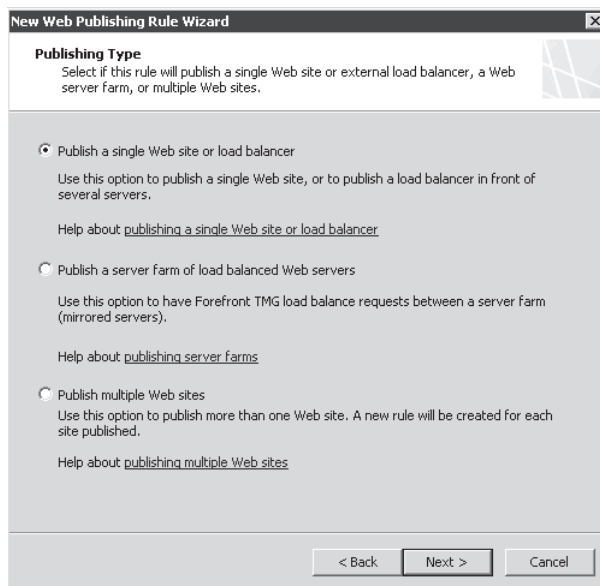 New Web Publishing Rule Wizard
Publishing Type
Select if this rule will publish a single Web site or external load balancer, a Web
server farm, or multiple Web sites.
Publish a single Web site or load balancer
Use this option to publish a single Web site, or to publish a load balancer in front of
several servers.
Help about publishing a single Web site or load balancer
Publish a server farm of load balanced Web servers
Use this option to have Forefront TMG load balance requests between a server farm
(mirrored servers).
Help about publishing server farms
Publish multiple Web sites
Use this option to publish more than one Web site. A new rule will be created for each
site published.
Help about publishing multiple Web sites
< Back Next > Cancel